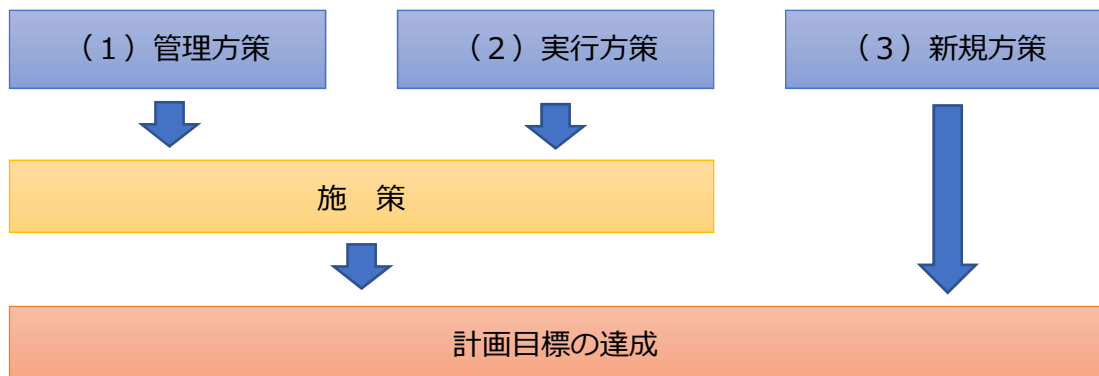 （１）管理方策
（２）実行方策
（３）新規方策
施　策
計画目標の達成